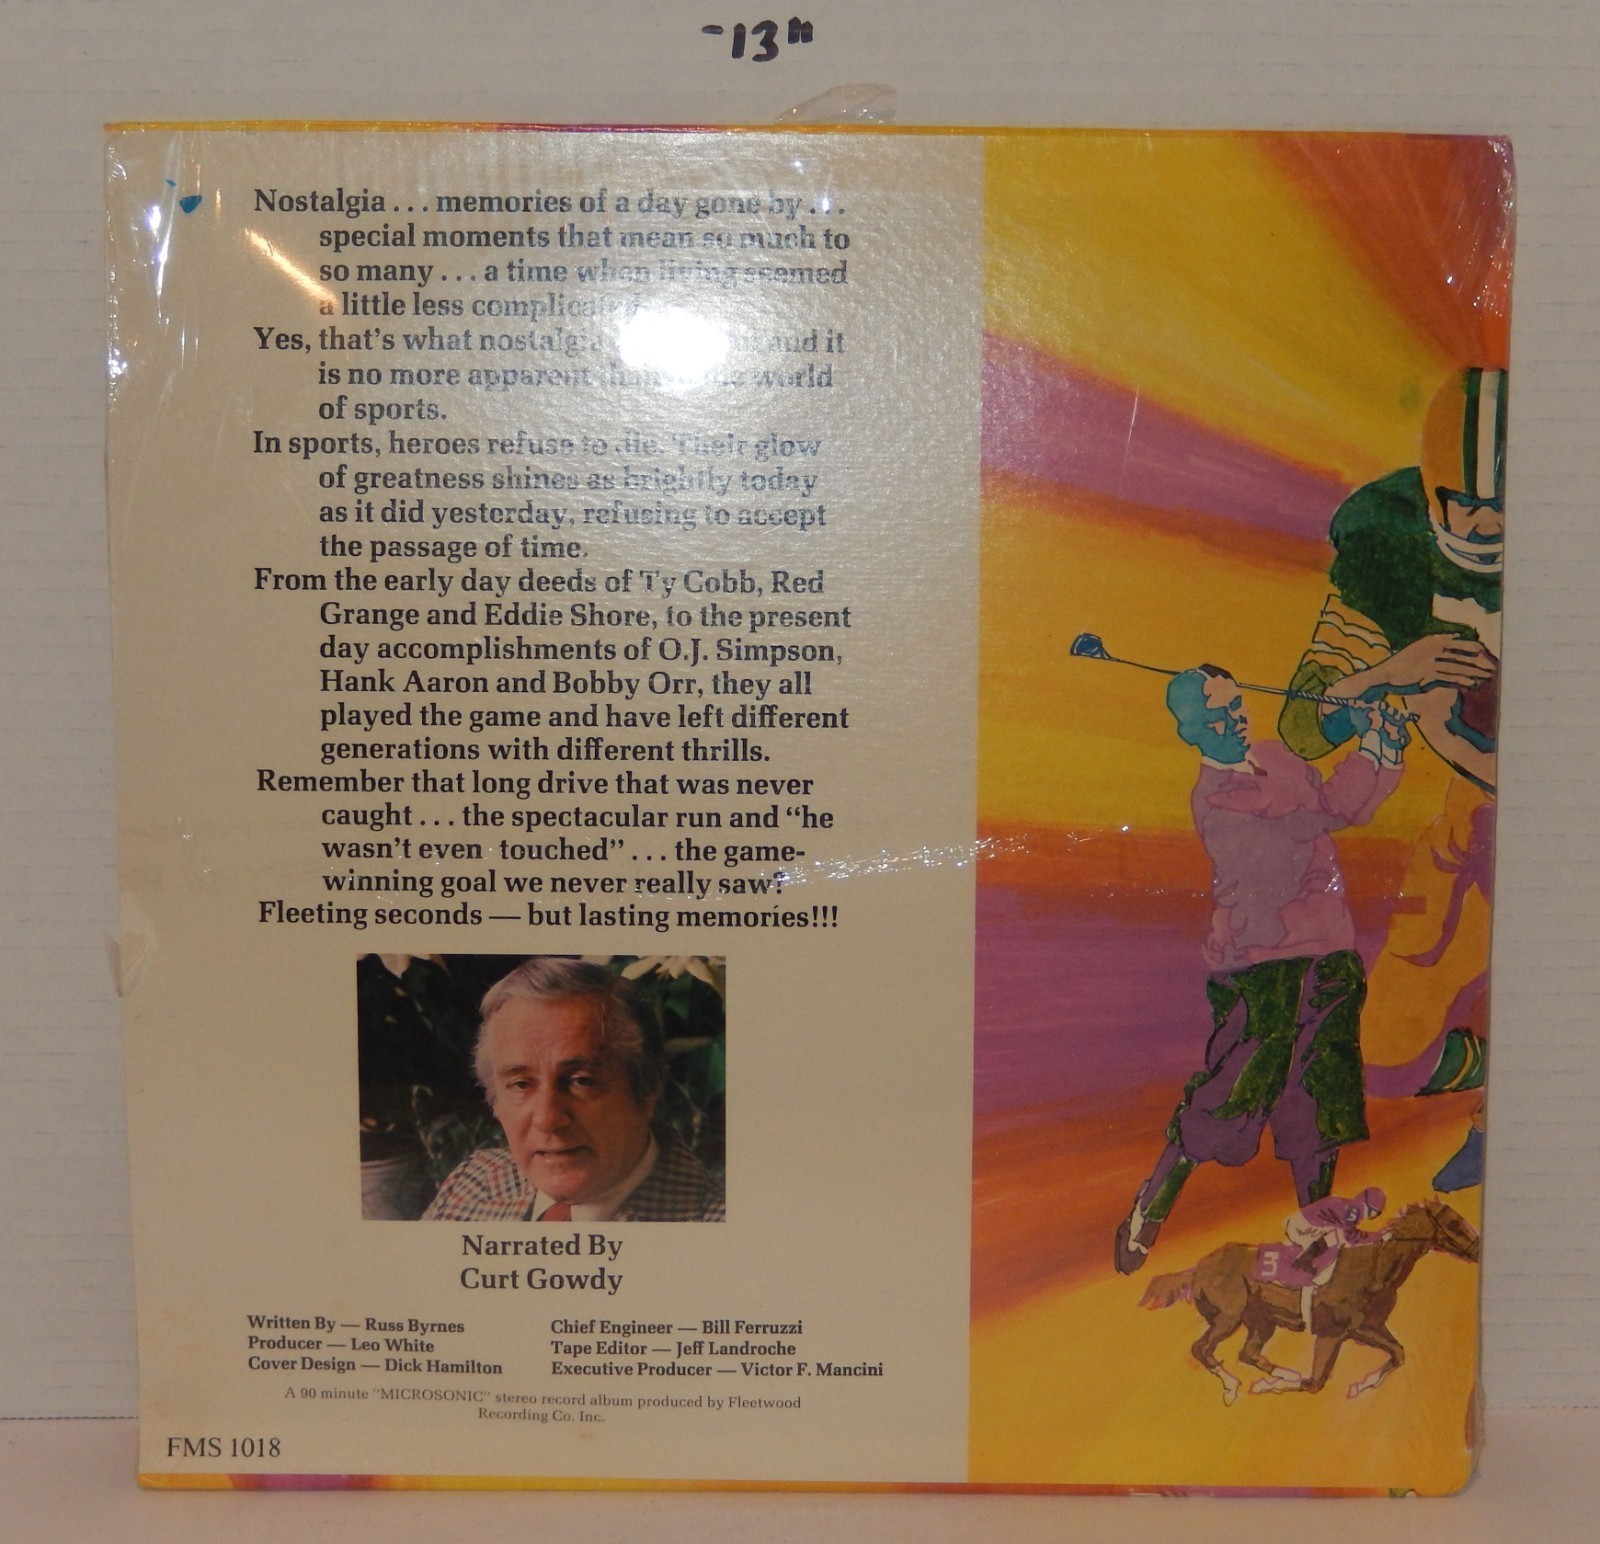 -13"
Nostalgia . . . memories of a day gone by . . .
special moments that mean so much to
so many . . . a time when living seemed
a little less complicated
Yes, that's what nostalgia and it
is no more apparent than in the world
of sports.
In sports, heroes refuse to die. Their glow
of greatness shines as brightly today
as it did yesterday, refusing to accept
the passage of time.
From the early day deeds of Ty Cobb, Red
Grange and Eddie Shore, to the present
day accomplishments of O.J. Simpson,
Hank Aaron and Bobby Orr, they all
played the game and have left different
generations with different thrills.
Remember that long drive that was never
caught . . . the spectacular run and "he
wasn't even touched" . . . the game-
winning goal we never really saw?
Fleeting seconds — but lasting memories!!!
Narrated By
Curt Gowdy
Written By — Russ Byrnes
Producer — Leo White
Cover Design — Dick Hamilton
Chief Engineer — Bill Ferruzzi
Tape Editor — Jeff Landroche
Executive Producer — Victor F. Mancini
A 90 minute "MICROSONIC" stereo record album produced by Fleetwood
Recording Co. Inc.
FMS 1018
3
3